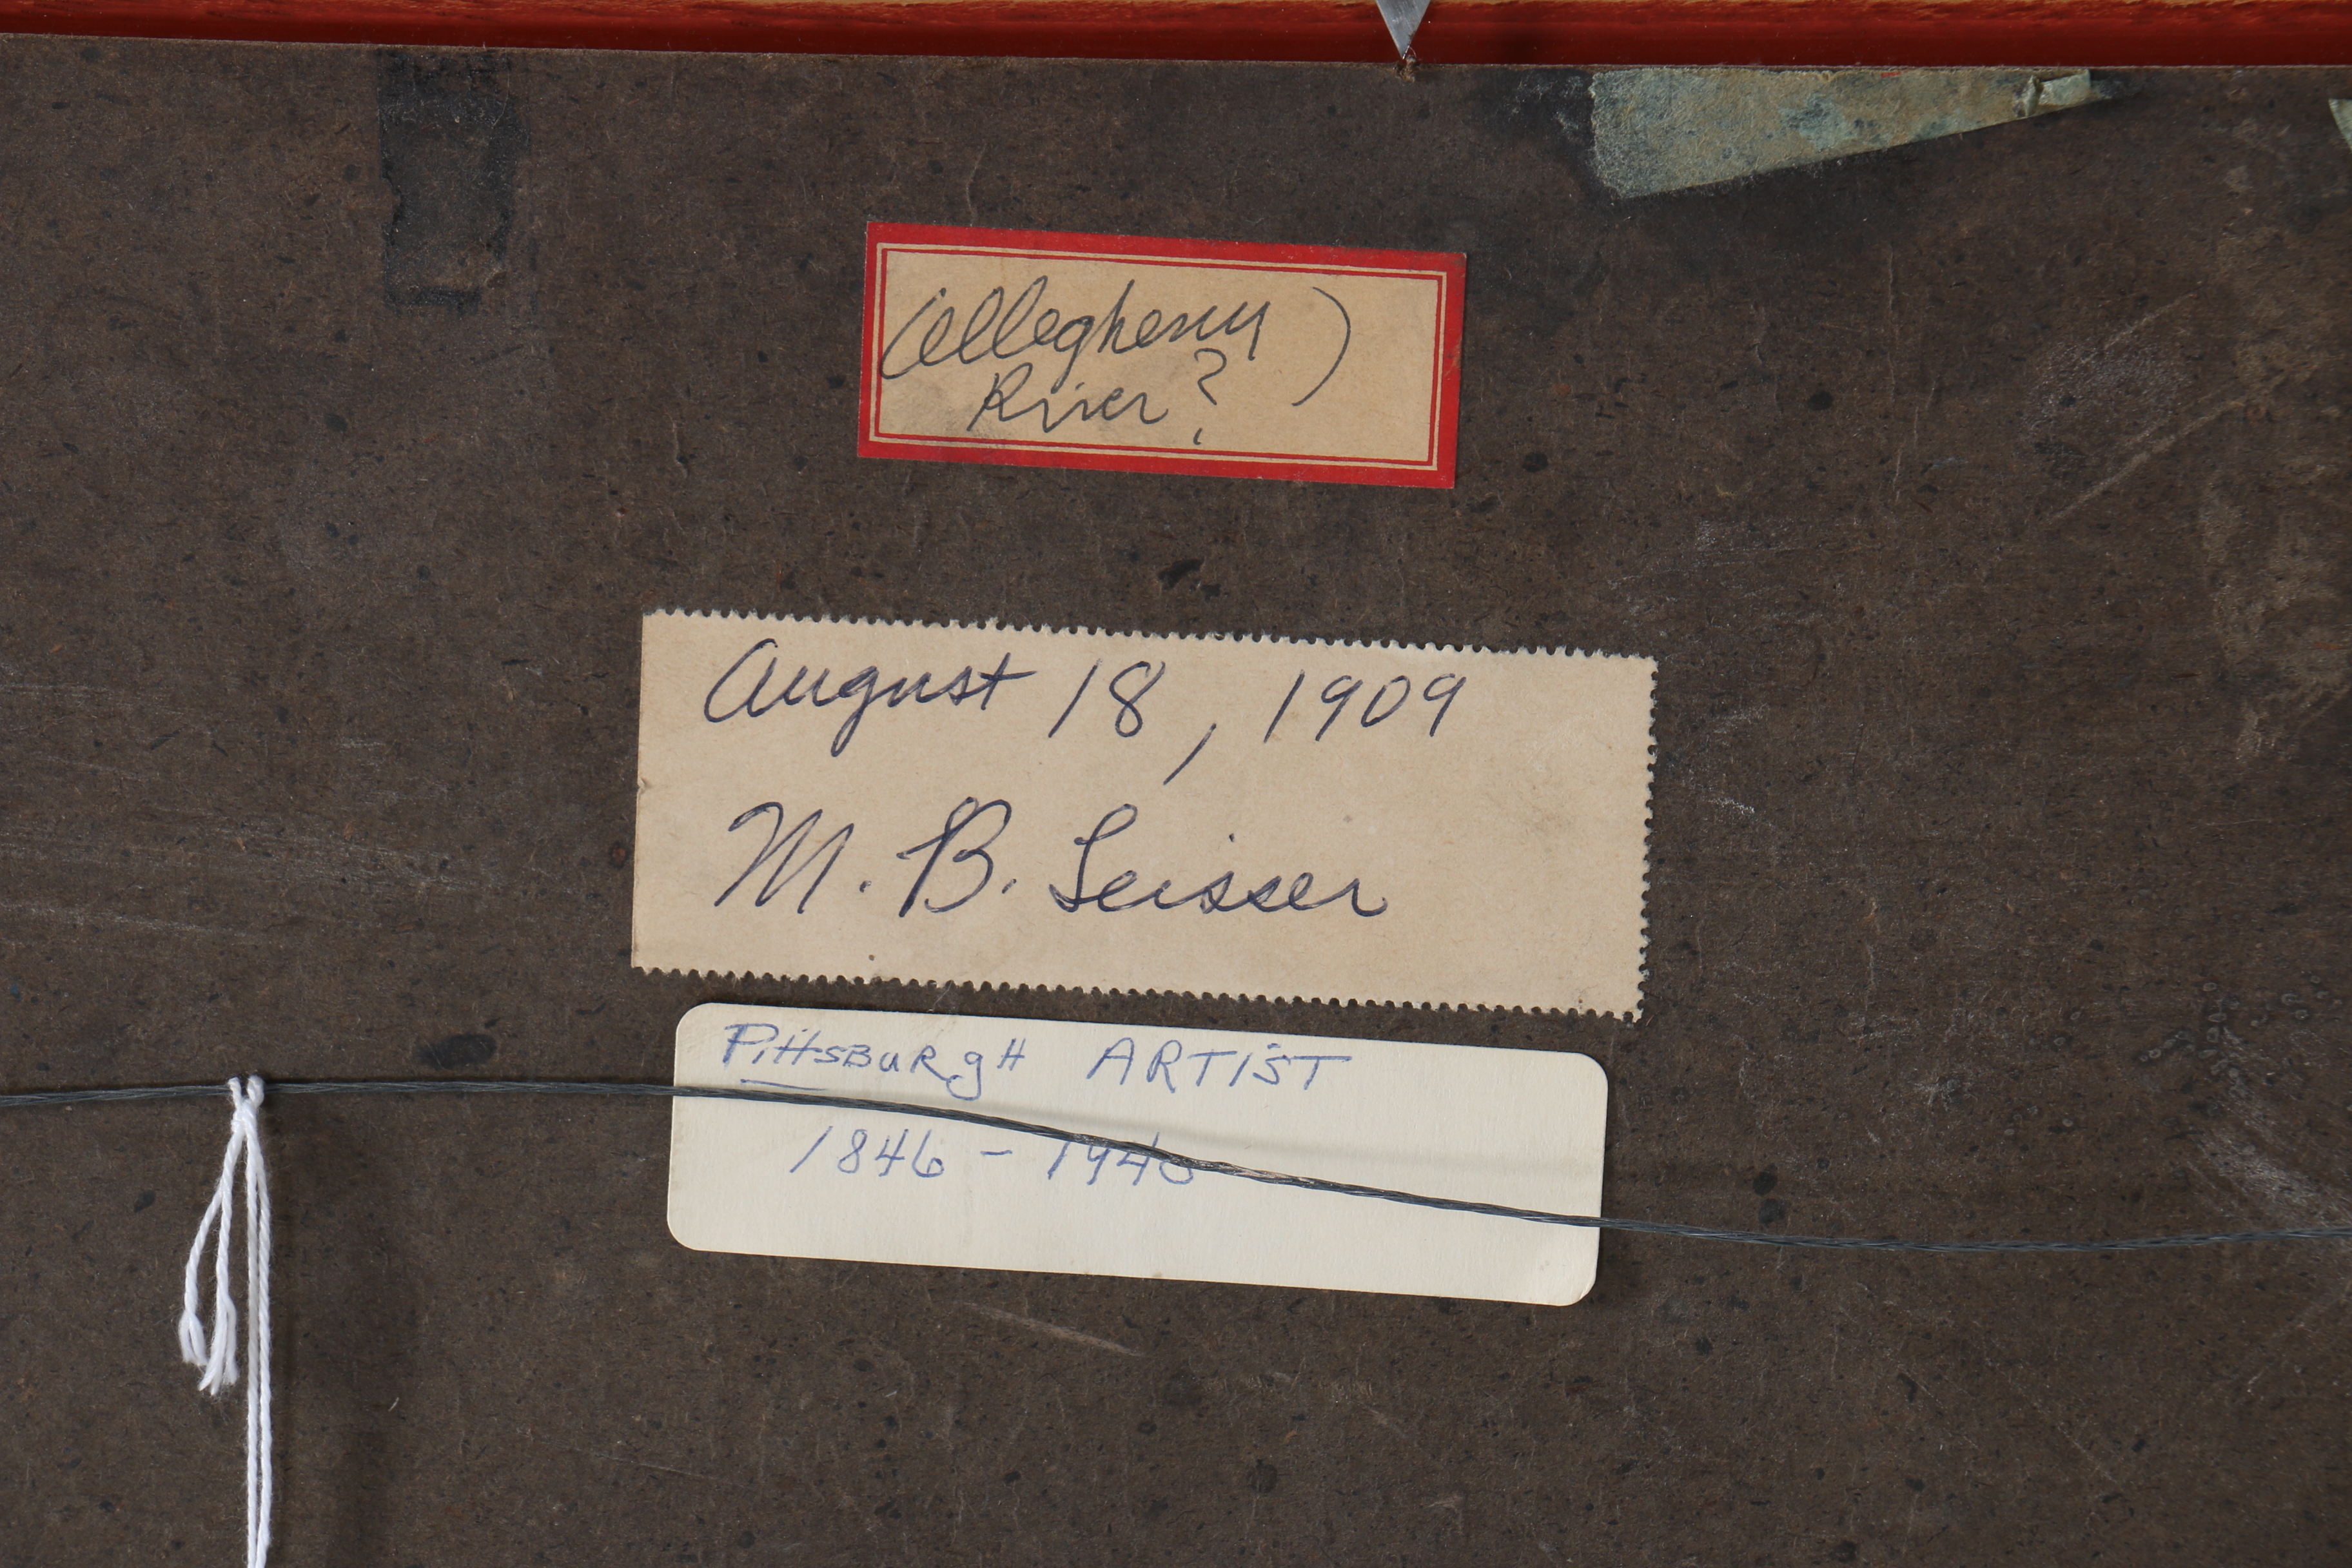 (Allegheny)
River?
August 18, 1909
M. B. Leisser
Pittsburgh ARTIST
1846 - 1940